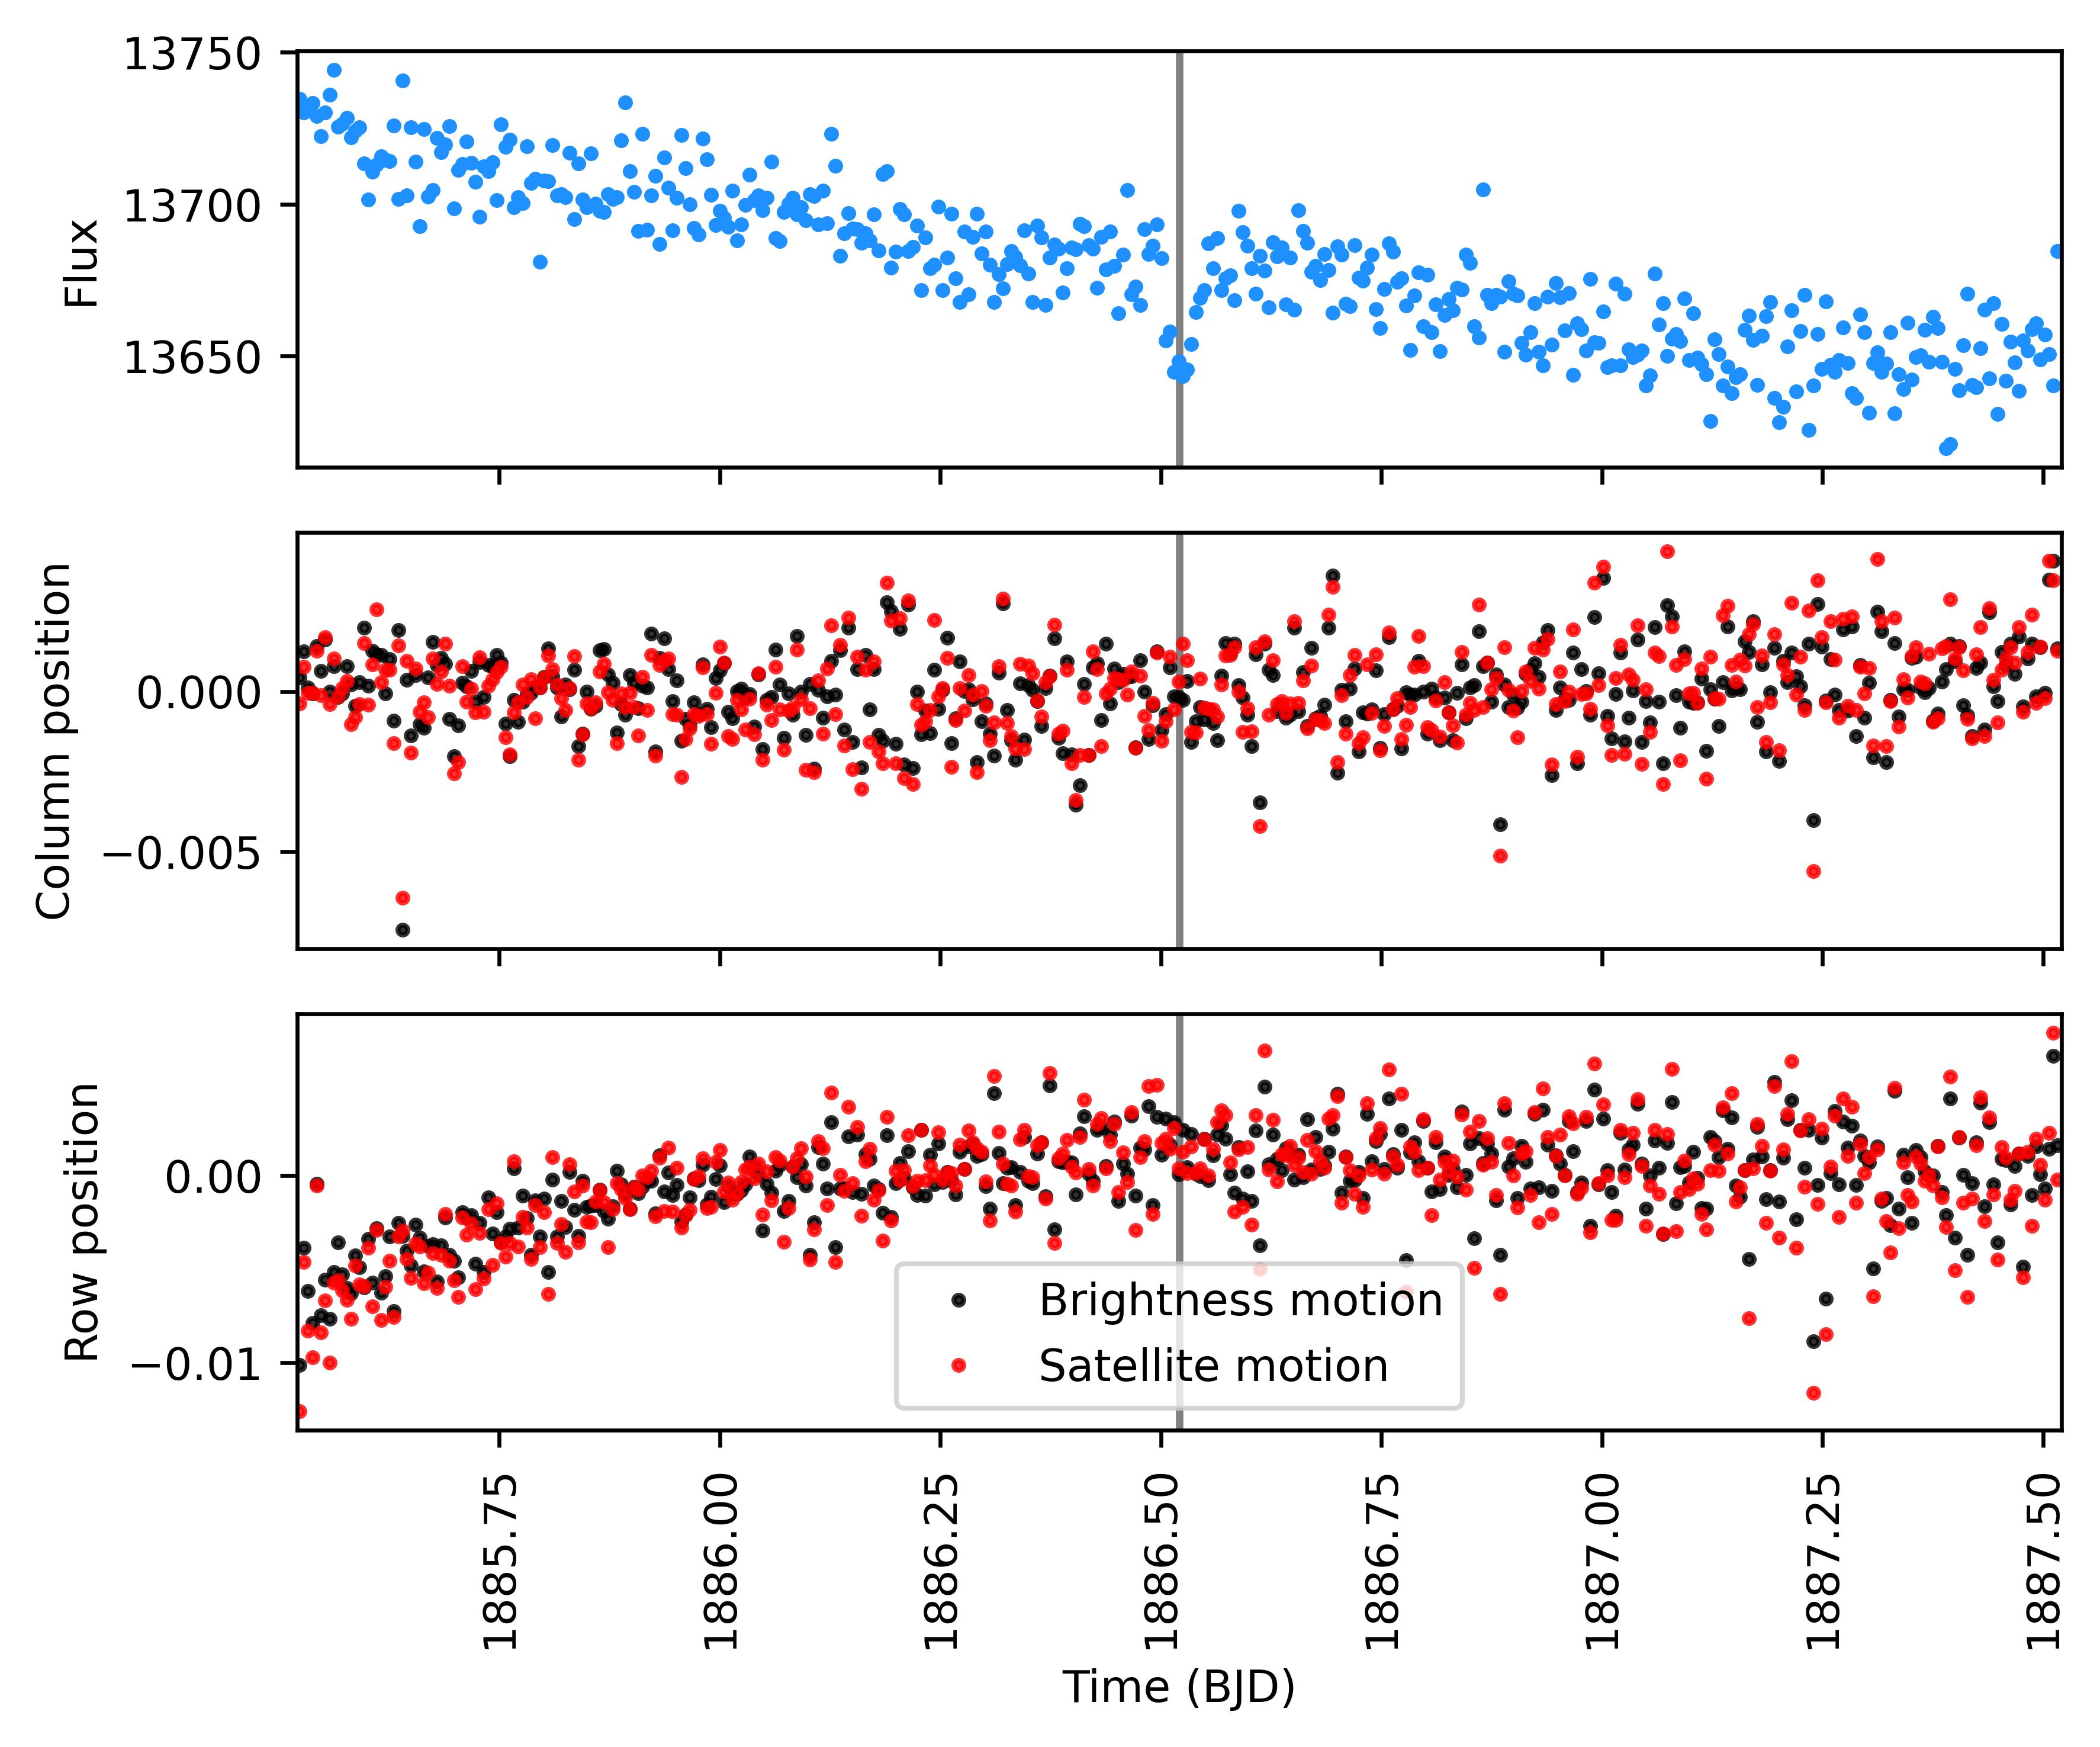 13750
13700
13650
Flux
0.000
−0.005
Column position
0.00
−0.01
Row position
Brightness motion
Satellite motion
1885.75
1886.00
1886.25
1886.50
1886.75
1887.00
1887.25
1887.50
Time (BJD)